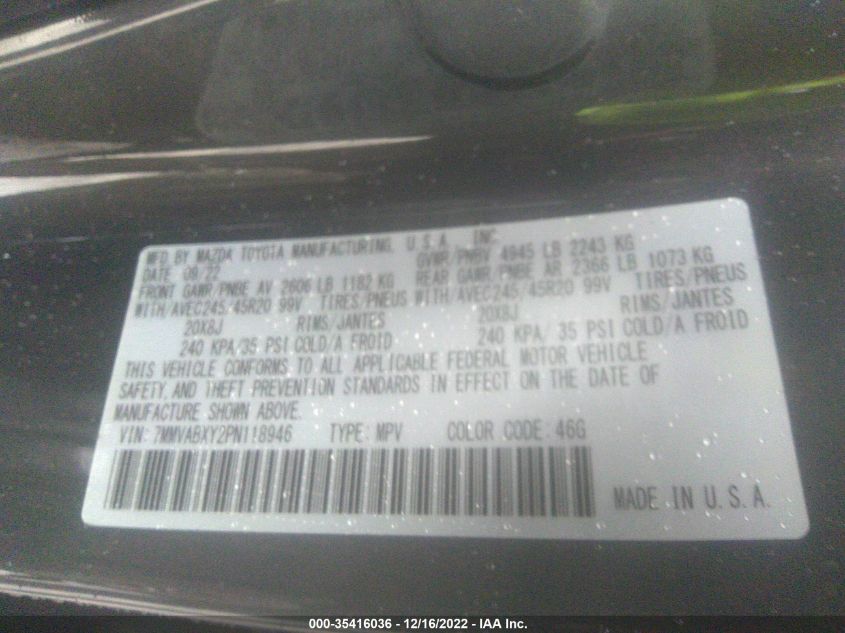 MFD. BY MAZDA TOYOTA MANUFACTURING, U.S.A. INC.
DATE 09/22 GVWR/PNBV 4945 LB 2243 KG
FRONT GAWR/PNBE AV 2606 LB 1182 KG REAR GAWR/PNBE AR 2366 LB 1073 KG
WITH/AVEC245/45R20 99V TIRES/PNEUS WITH/AVEC245/45R20 99V TIRES/PNEUS
20X8J RIMS/JANTES 20X8J RIMS/JANTES
240 KPA/35 PSI COLD/A FROID 240 KPA/35 PSI COLD/A FROID
THIS VEHICLE CONFORMS TO ALL APPLICABLE FEDERAL MOTOR VEHICLE
SAFETY, AND THEFT PREVENTION STANDARDS IN EFFECT ON THE DATE OF
MANUFACTURE SHOWN ABOVE.
VIN: 7MMVABXY2PN118946 TYPE: MPV COLOR CODE: 46G
MADE IN U.S.A.
000-35416036 - 12/16/2022 - IAA Inc.